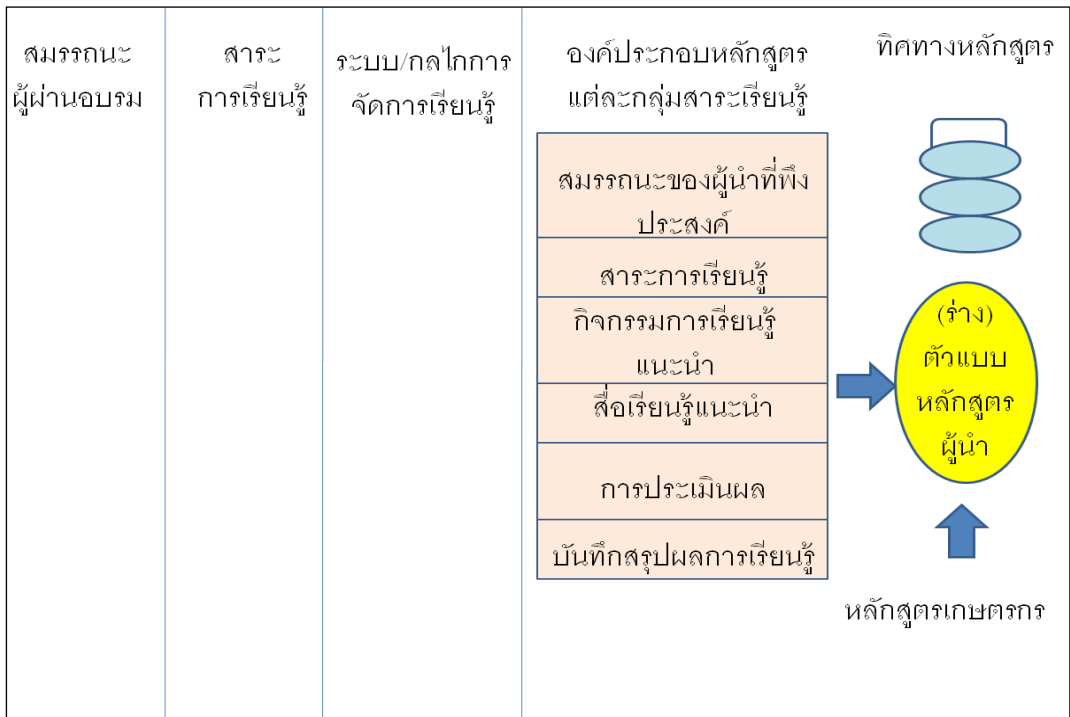 สมรรถนะ
ผู้ผ่านอบรม
สาระ
การเรียนรู้
ระบบ/กลไกการ
จัดการเรียนรู้
องค์ประกอบหลักสูตร
แต่ละกลุ่มสาระเรียนรู้
สมรรถนะของผู้นำที่พึง
ประสงค์
สาระการเรียนรู้
กิจกรรมการเรียนรู้
แนะนำ
สื่อเรียนรู้แนะนำ
การประเมินผล
บันทึกสรุปผลการเรียนรู้
ทิศทางหลักสูตร
(ร่าง)
ตัวแบบ
หลักสูตร
ผู้นำ
หลักสูตรเกษตรกร